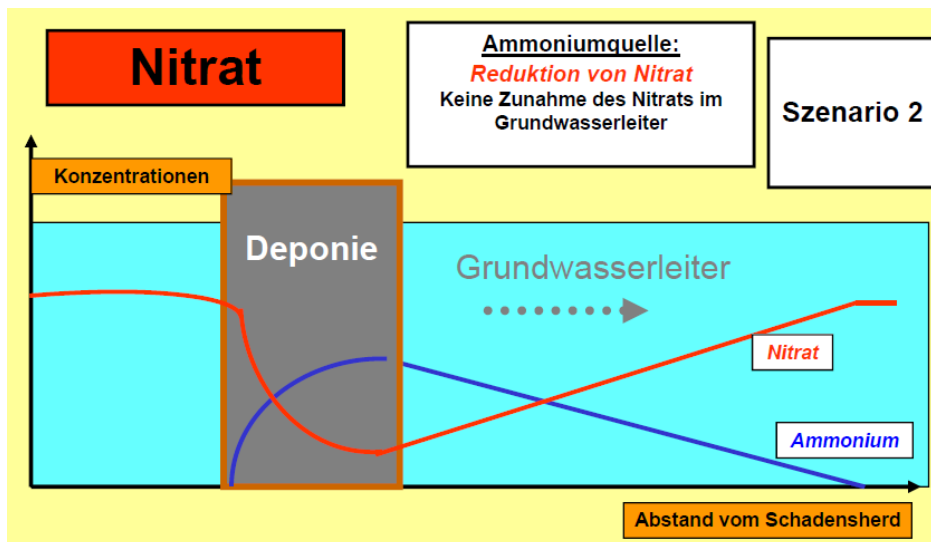 Nitrat
Ammoniumquelle:
Reduktion von Nitrat
Keine Zunahme des Nitrats im
Grundwasserleiter
Szenario 2
Konzentrationen
Deponie
Grundwasserleiter
Nitrat
Ammonium
Abstand vom Schadensherd